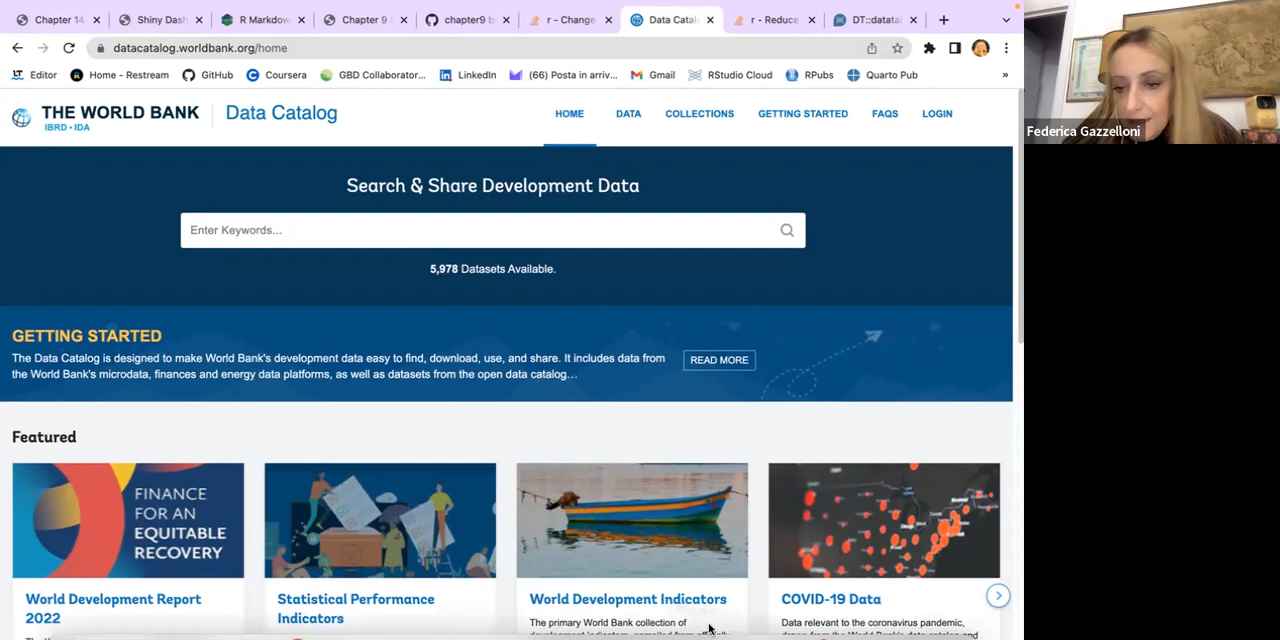 Chapter 14
Shiny Dash
R Markdow
Chapter 9
chapter9 b
r - Change
Data Catal
r - Reduce
DT::datatal
datacatalog.worldbank.org/home
Editor
Home - Restream
GitHub
Coursera
GBD Collaborator...
LinkedIn
(66) Posta in arriv...
Gmail
RStudio Cloud
RPubs
Quarto Pub
»
THE WORLD BANK
IBRD • IDA
Data Catalog
HOME
DATA
COLLECTIONS
GETTING STARTED
FAQS
LOGIN
Federica Gazzelloni
Search & Share Development Data
Enter Keywords...
5,978 Datasets Available.
GETTING STARTED
The Data Catalog is designed to make World Bank's development data easy to find, download, use, and share. It includes data from
the World Bank's microdata, finances and energy data platforms, as well as datasets from the open data catalog...
READ MORE
Featured
FINANCE
FOR AN
EQUITABLE
RECOVERY
World Development Report
2022
Statistical Performance
Indicators
World Development Indicators
The primary World Bank collection of
COVID-19 Data
Data relevant to the coronavirus pandemic,